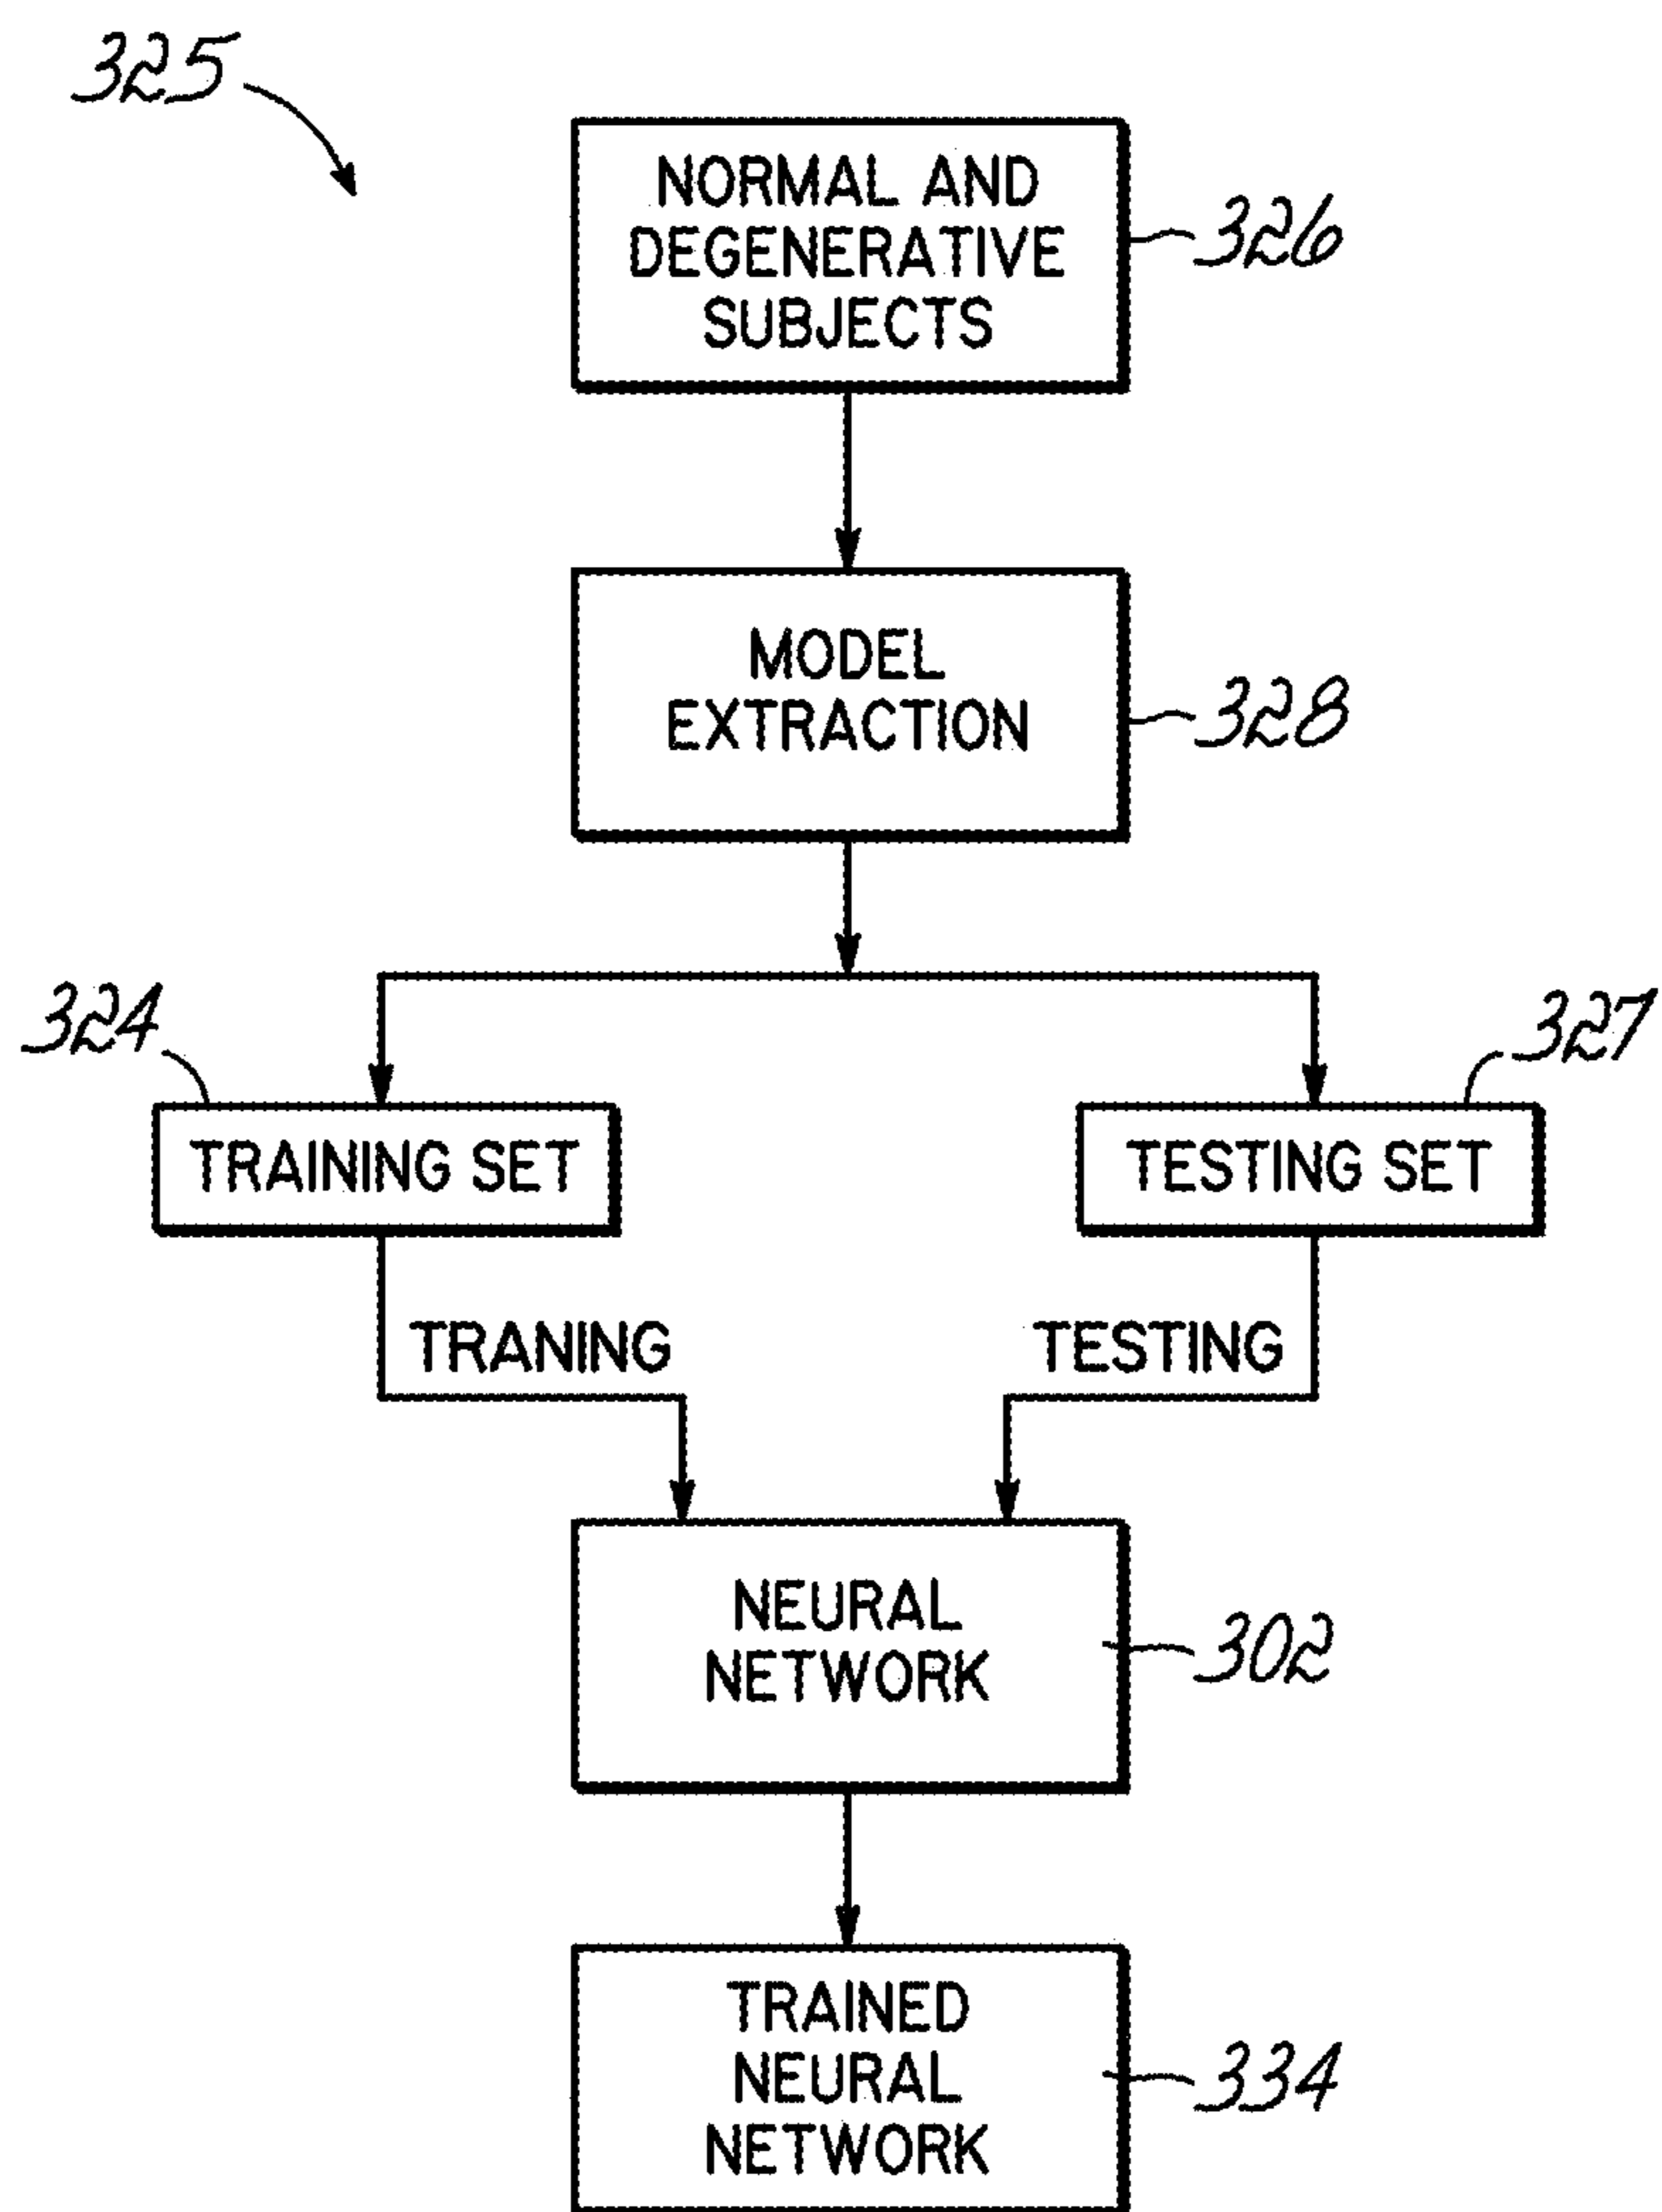 325
NORMAL AND
DEGENERATIVE
SUBJECTS
326
MODEL
EXTRACTION
328
324
327
TRAINING SET
TESTING SET
TRANING
TESTING
NEURAL
NETWORK
302
TRAINED
NEURAL
NETWORK
334